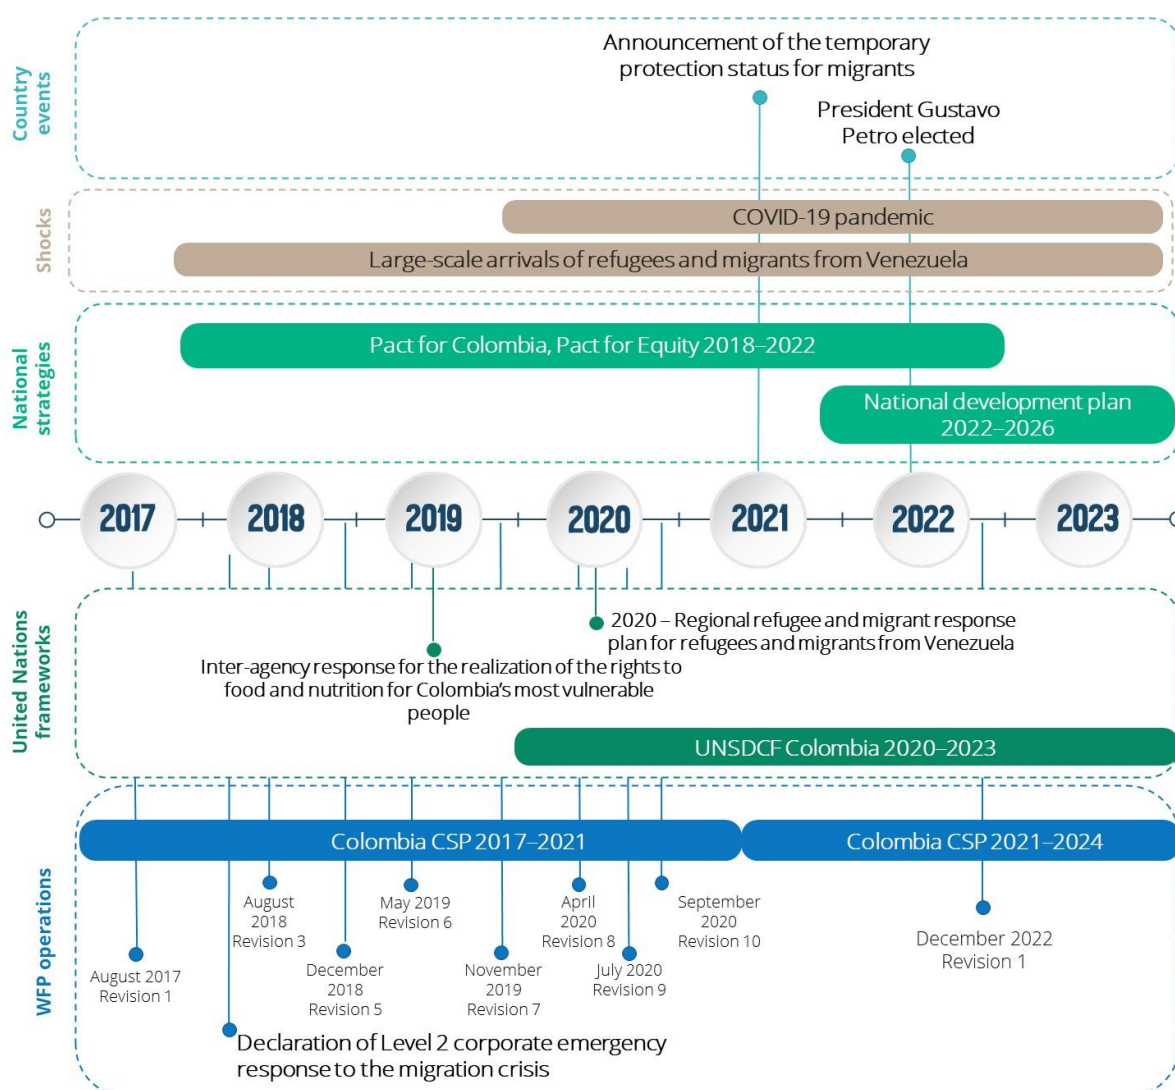 Country
events
Announcement of the temporary
protection status for migrants
President Gustavo
Petro elected
Shocks
COVID-19 pandemic
Large-scale arrivals of refugees and migrants from Venezuela
National
strategies
Pact for Colombia, Pact for Equity 2018–2022
National development plan
2022–2026
2017
2018
2019
2020
2021
2022
2023
United Nations
frameworks
2020 – Regional refugee and migrant response
plan for refugees and migrants from Venezuela
Inter-agency response for the realization of the rights to
food and nutrition for Colombia's most vulnerable
people
UNSDCF Colombia 2020–2023
WFP operations
Colombia CSP 2017–2021
Colombia CSP 2021–2024
August 2017
Revision 1
August
2018
Revision 3
December
2018
Revision 5
May 2019
Revision 6
November
2019
Revision 7
April
2020
Revision 8
July 2020
Revision 9
September
2020
Revision 10
December 2022
Revision 1
Declaration of Level 2 corporate emergency
response to the migration crisis